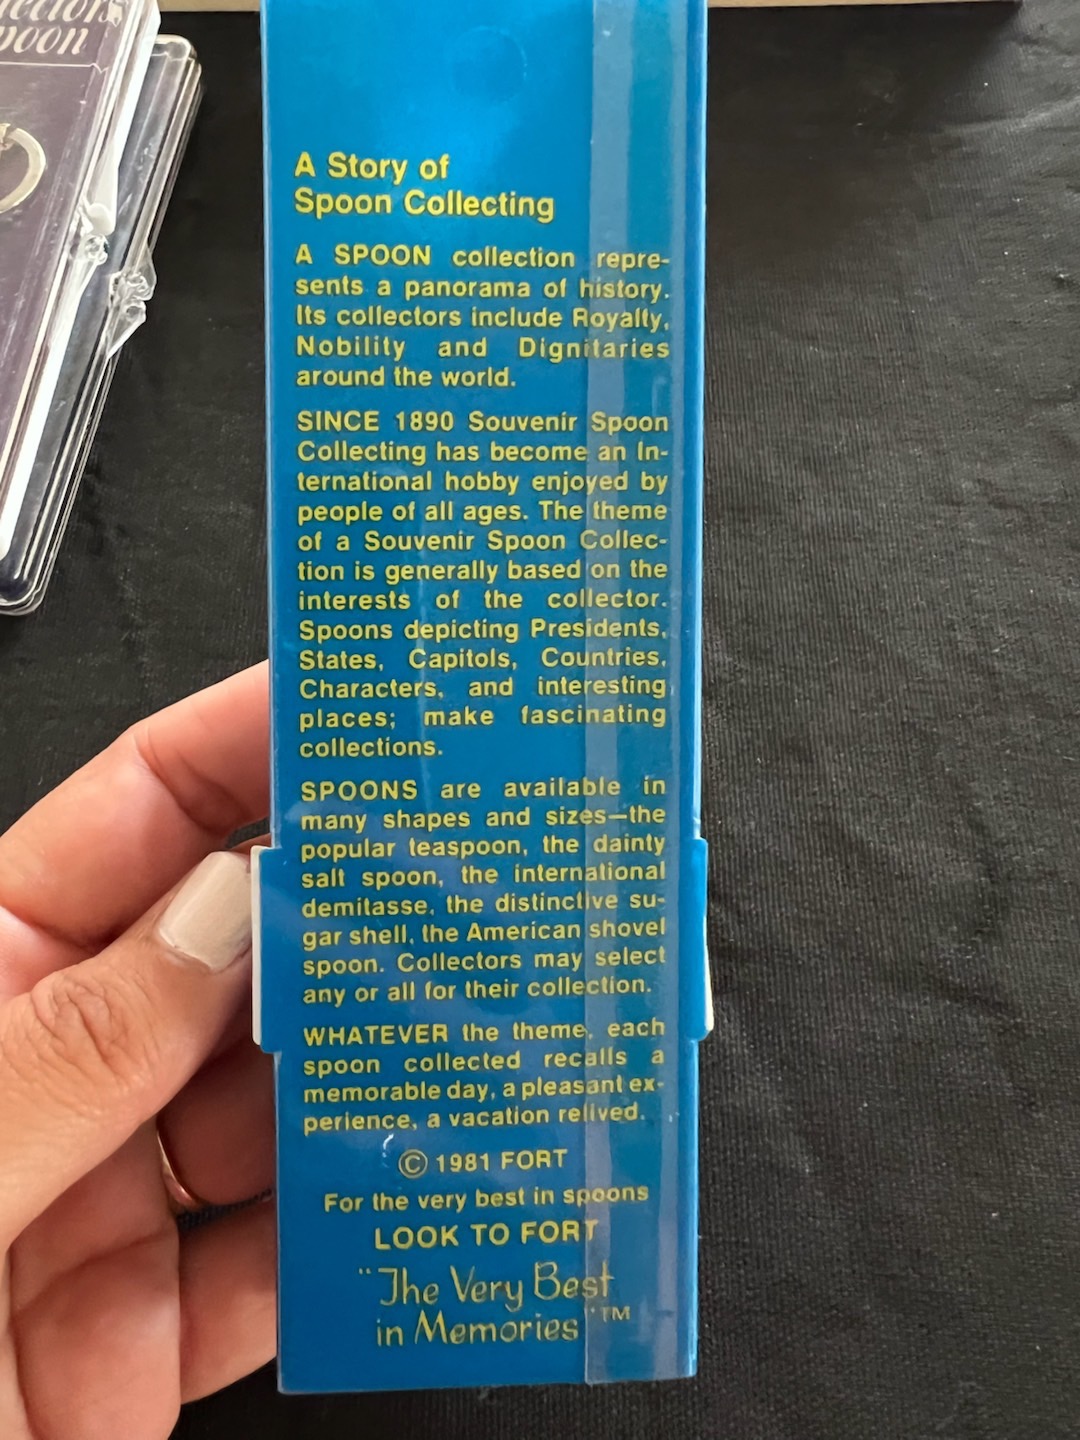 poon
A Story of
Spoon Collecting
A SPOON collection repre-
sents a panorama of history.
Its collectors include Royalty,
Nobility and Dignitaries
around the world.
SINCE 1890 Souvenir Spoon
Collecting has become an In-
ternational hobby enjoyed by
people of all ages. The theme
of a Souvenir Spoon Collec-
tion is generally based on the
interests of the collector.
Spoons depicting Presidents,
States, Capitols, Countries,
Characters, and interesting
places; make fascinating
collections.
SPOONS are available in
many shapes and sizes—the
popular teaspoon, the dainty
salt spoon, the international
demitasse, the distinctive su-
gar shell, the American shovel
spoon. Collectors may select
any or all for their collection.
WHATEVER the theme, each
spoon collected recalls a
memorable day, a pleasant ex-
perience, a vacation relived.
© 1981 FORT
For the very best in spoons
LOOK TO FORT
"The Very Best
in Memories"™